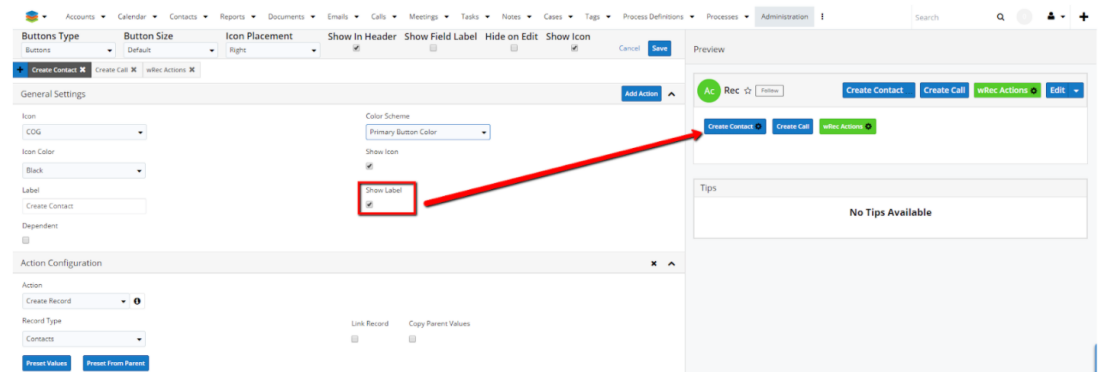 Accounts Calendar Contacts Reports Documents Emails Calls Meetings Tasks Notes Cases Tags Process Definitions Processes Administration Search
Buttons Type Button Size Icon Placement Show In Header Show Field Label Hide on Edit Show Icon
Buttons Default Right Cancel Save
Preview
Create Contact Create Call wRec Actions
General Settings Add Action
Ac Rec Follow Create Contact Create Call wRec Actions Edit
Icon Color Scheme
COG Primary Button Color
Create Contact Create Call wRec Actions
Icon Color Show Icon
Black
Label Show Label
Create Contact
Tips
No Tips Available
Dependent
Action Configuration
Action
Create Record
Record Type Link Record Copy Parent Values
Contacts
Preset Values Preset From Parent